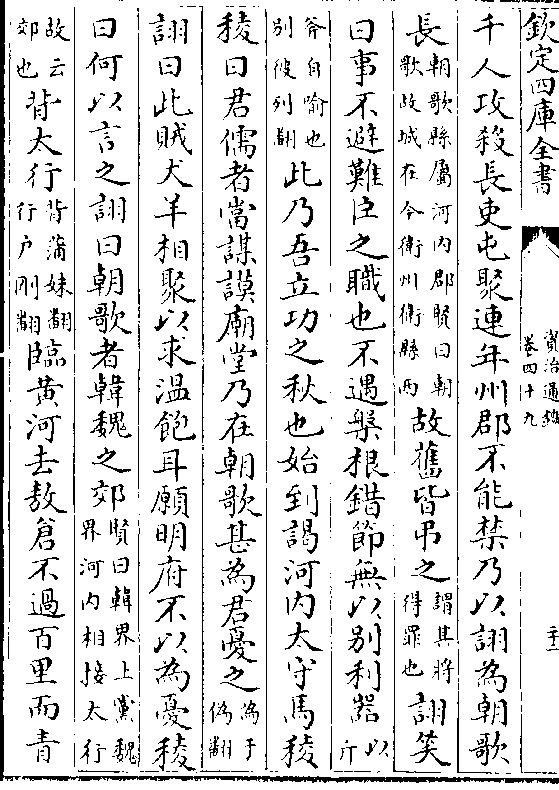 欽定四庫全書
資治通鑑
卷四十九
千人攻殺長吏屯聚連年州郡不能禁乃以詡為朝歌
長朝歌縣屬河内郡賢曰朝歌故城在今衛州衛縣西故舊皆弔之謂其將得罪也詡笑
曰事不避難臣之職也不遇槃根錯節無以别利器以斤
斧自喻也别彼列翻此乃吾立功之秋也始到謁河内太守馬稜
稜曰君儒者當謀謨廟堂乃在朝歌甚為君憂之為于偽翻
詡曰此賊犬羊相聚以求溫飽耳願明府不以為憂稜
曰何以言之詡曰朝歌者韓魏之郊賢曰韓界上黨魏界河内相接太行
故云郊也背太行背蒲妹翻行户刚翻臨黄河去敖倉不過百里而青